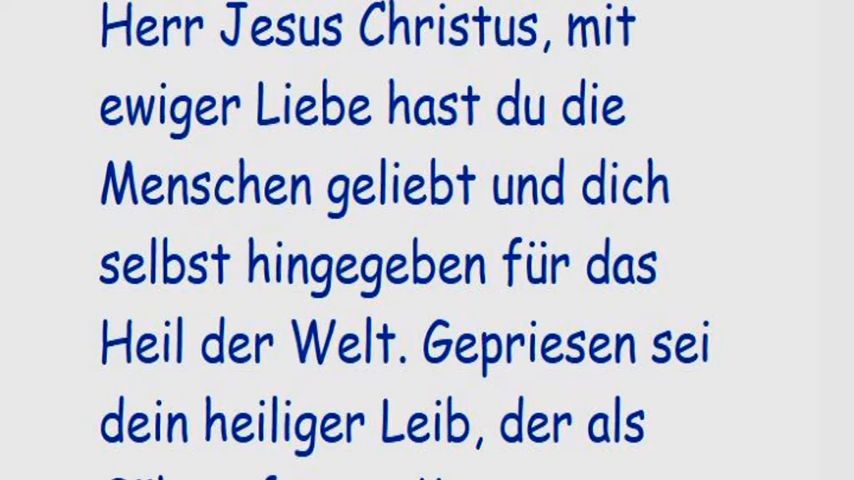 Herr Jesus Christus, mit
ewiger Liebe hast du die
Menschen geliebt und dich
selbst hingegeben für das
Heil der Welt. Gepriesen sei
dein heiliger Leib, der als